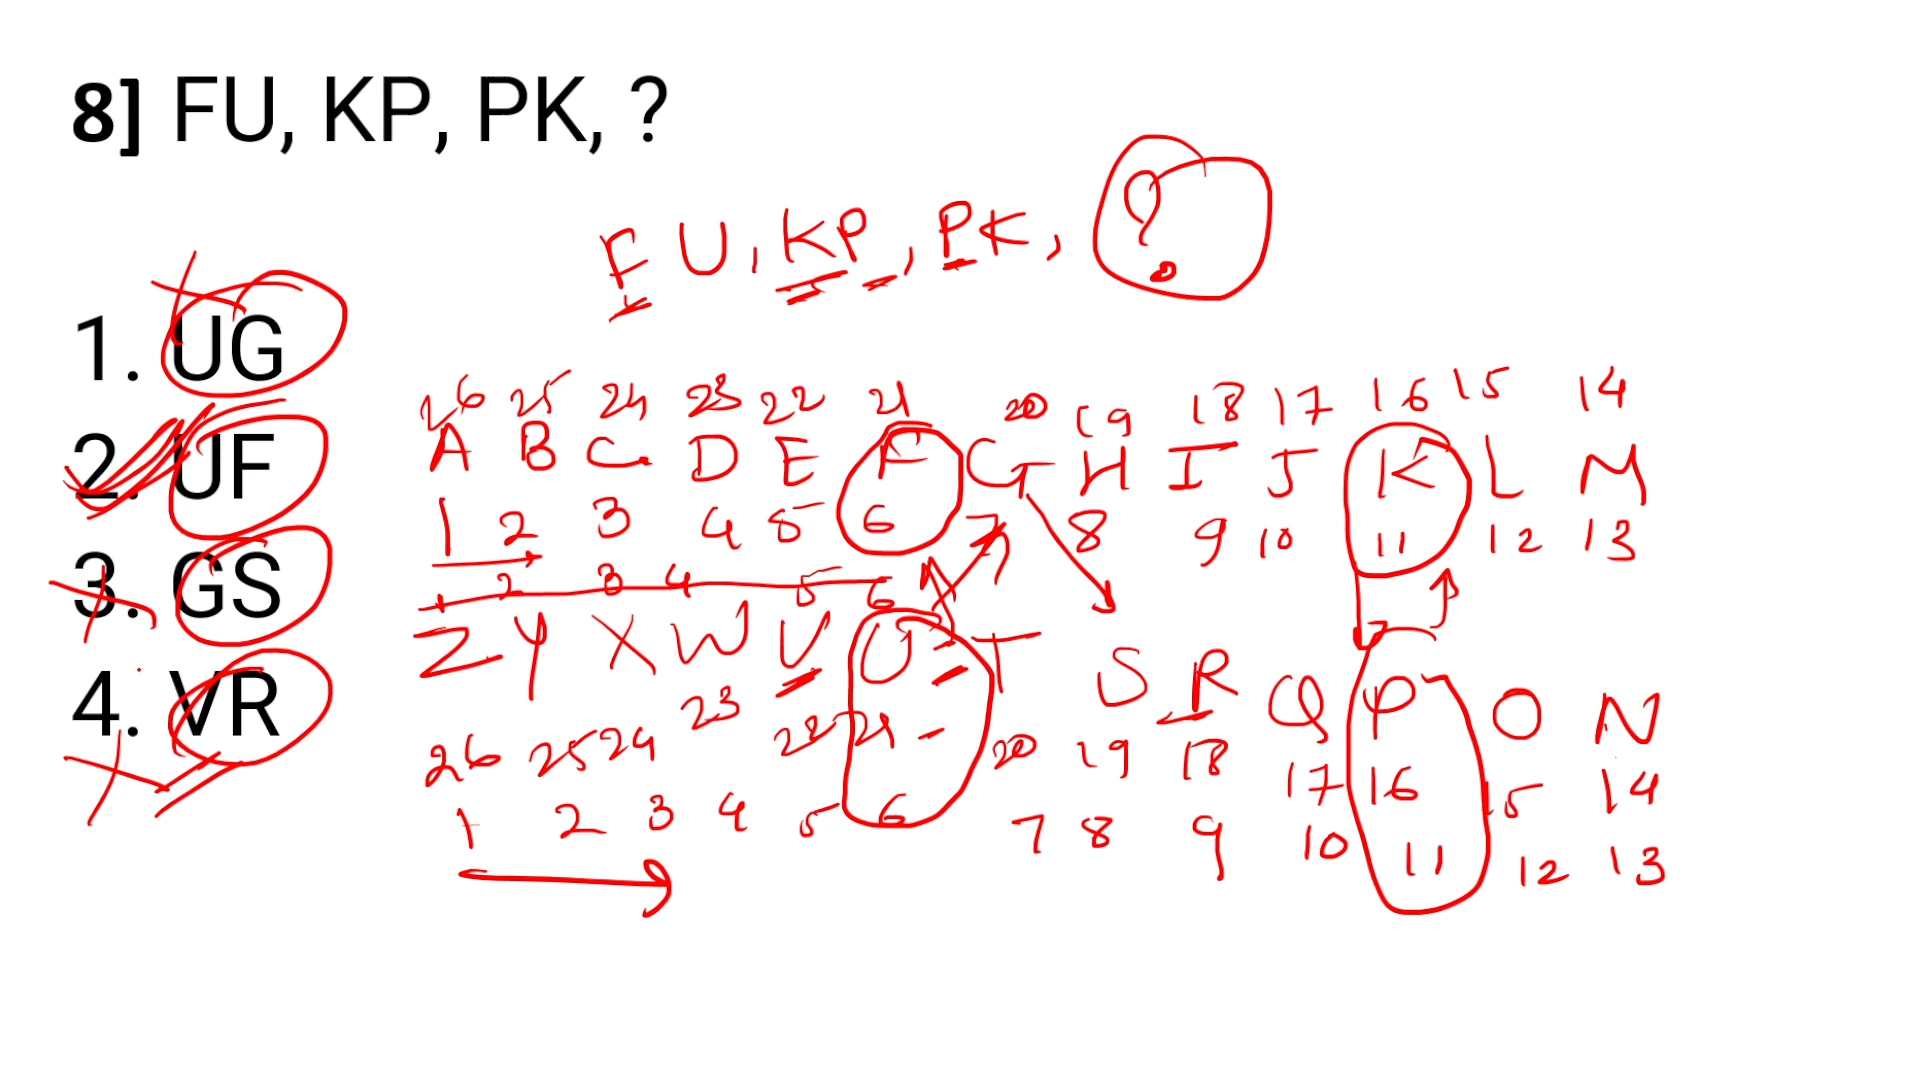 8] FU, KP, PK, ?
F U, KP, PK, ?
1. UG
2. UF
3. GS
4. VR
26 25 24 23 22 21 20 19 18 17 16 15 14
A B C D E F G H I J K L M
1 2 3 4 5 6 7 8 9 10 11 12 13
1 2 3 4 5 6
Z Y X W V U T S R Q P O N
26 25 24 23 22 21 20 19 18 17 16 15 14
1 2 3 4 5 6 7 8 9 10 11 12 13